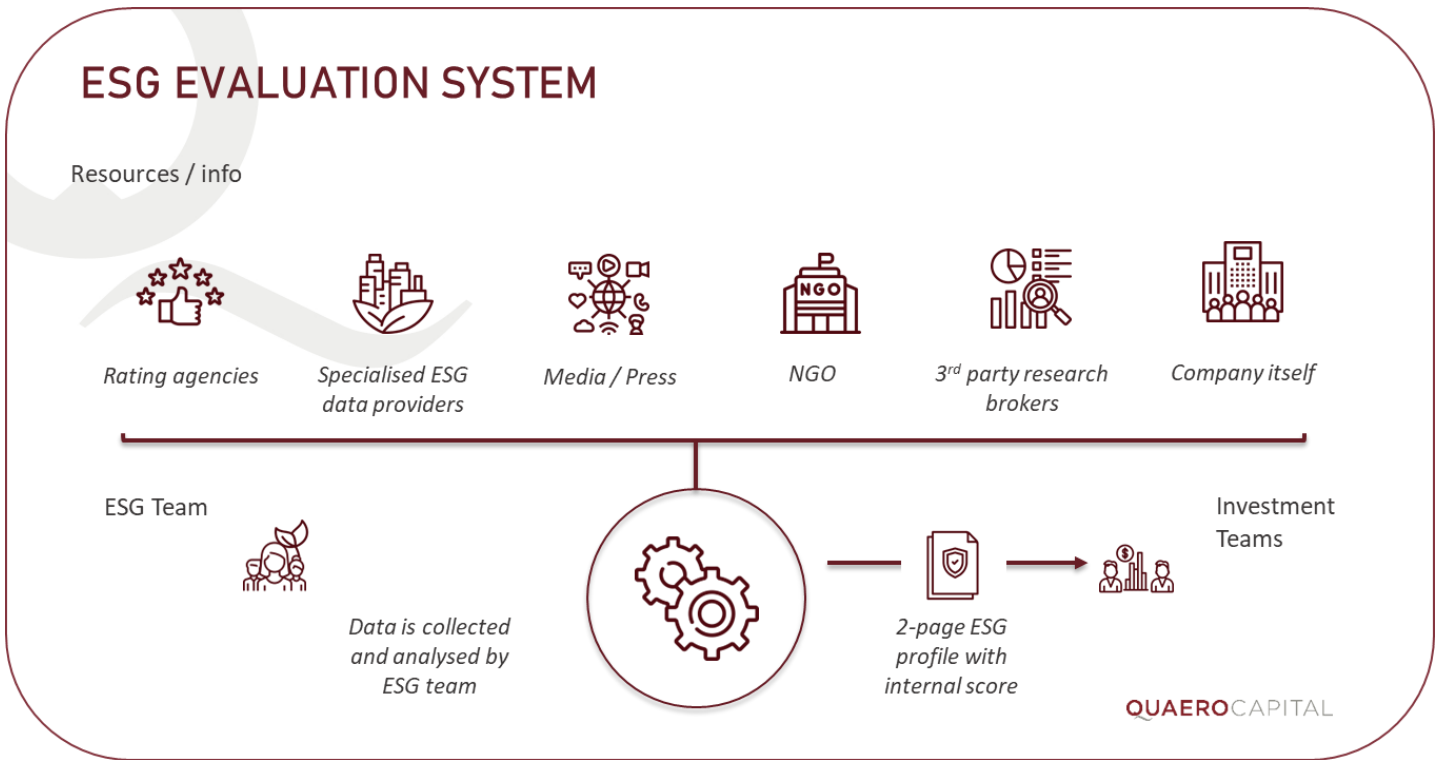 ESG EVALUATION SYSTEM
Resources / info
NGO
Rating agencies
Specialised ESG
data providers
Media / Press
NGO
3rd party research
brokers
Company itself
ESG Team
Investment
Teams
$
Data is collected
and analysed by
ESG team
2-page ESG
profile with
internal score
QUAEROCAPITAL